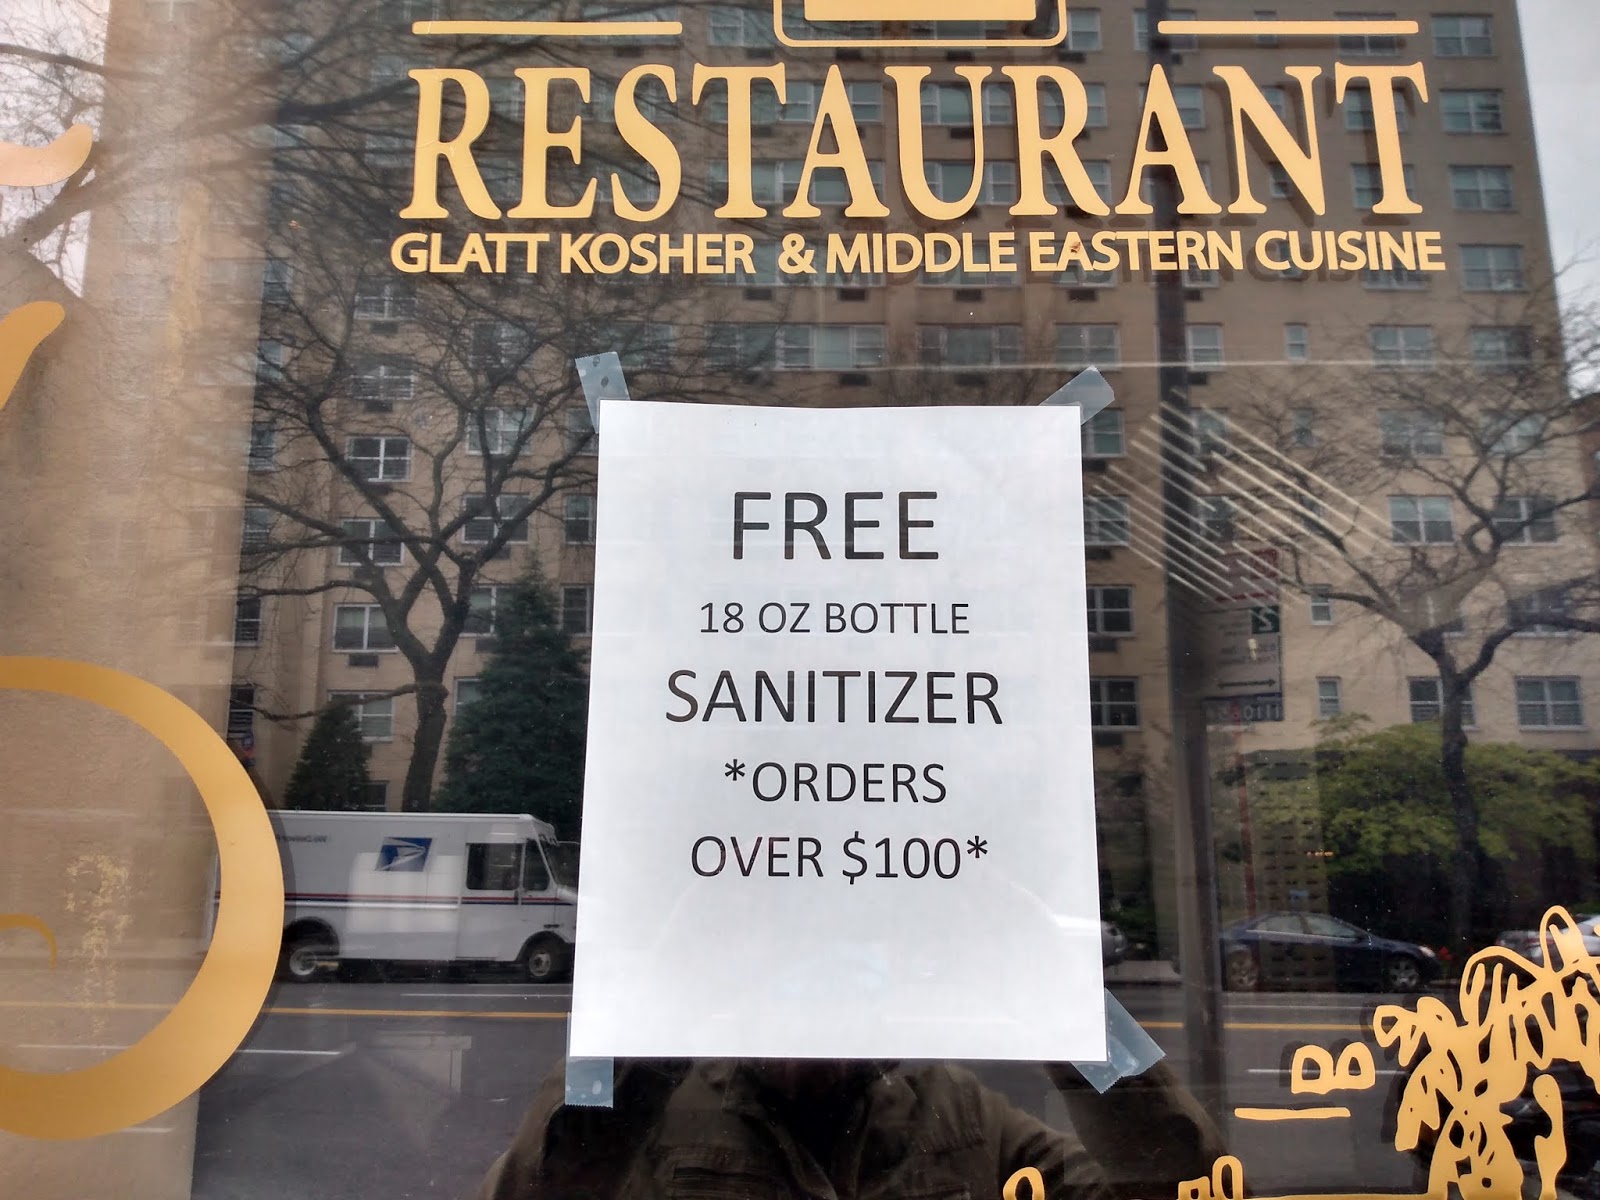 RESTAURANT
GLATT KOSHER & MIDDLE EASTERN CUISINE
FREE
18 OZ BOTTLE
SANITIZER
*ORDERS
OVER $100*